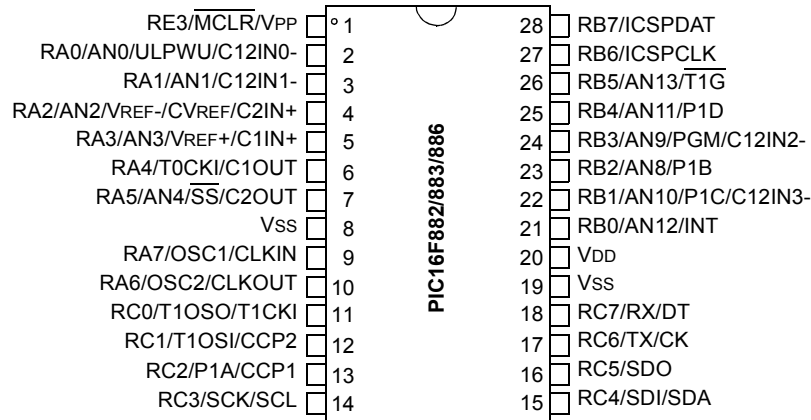 RE3/MCLR/VPP 1 28 RB7/ICSPDAT
RA0/AN0/ULPWU/C12IN0- 2 27 RB6/ICSPCLK
RA1/AN1/C12IN1- 3 26 RB5/AN13/T1G
RA2/AN2/VREF-/CVREF/C2IN+ 4 25 RB4/AN11/P1D
RA3/AN3/VREF+/C1IN+ 5 24 RB3/AN9/PGM/C12IN2-
RA4/T0CKI/C1OUT 6 23 RB2/AN8/P1B
RA5/AN4/SS/C2OUT 7 22 RB1/AN10/P1C/C12IN3-
VSS 8 21 RB0/AN12/INT
RA7/OSC1/CLKIN 9 20 VDD
RA6/OSC2/CLKOUT 10 19 VSS
RC0/T1OSO/T1CKI 11 18 RC7/RX/DT
RC1/T1OSI/CCP2 12 17 RC6/TX/CK
RC2/P1A/CCP1 13 16 RC5/SDO
RC3/SCK/SCL 14 15 RC4/SDI/SDA
PIC16F882/883/886